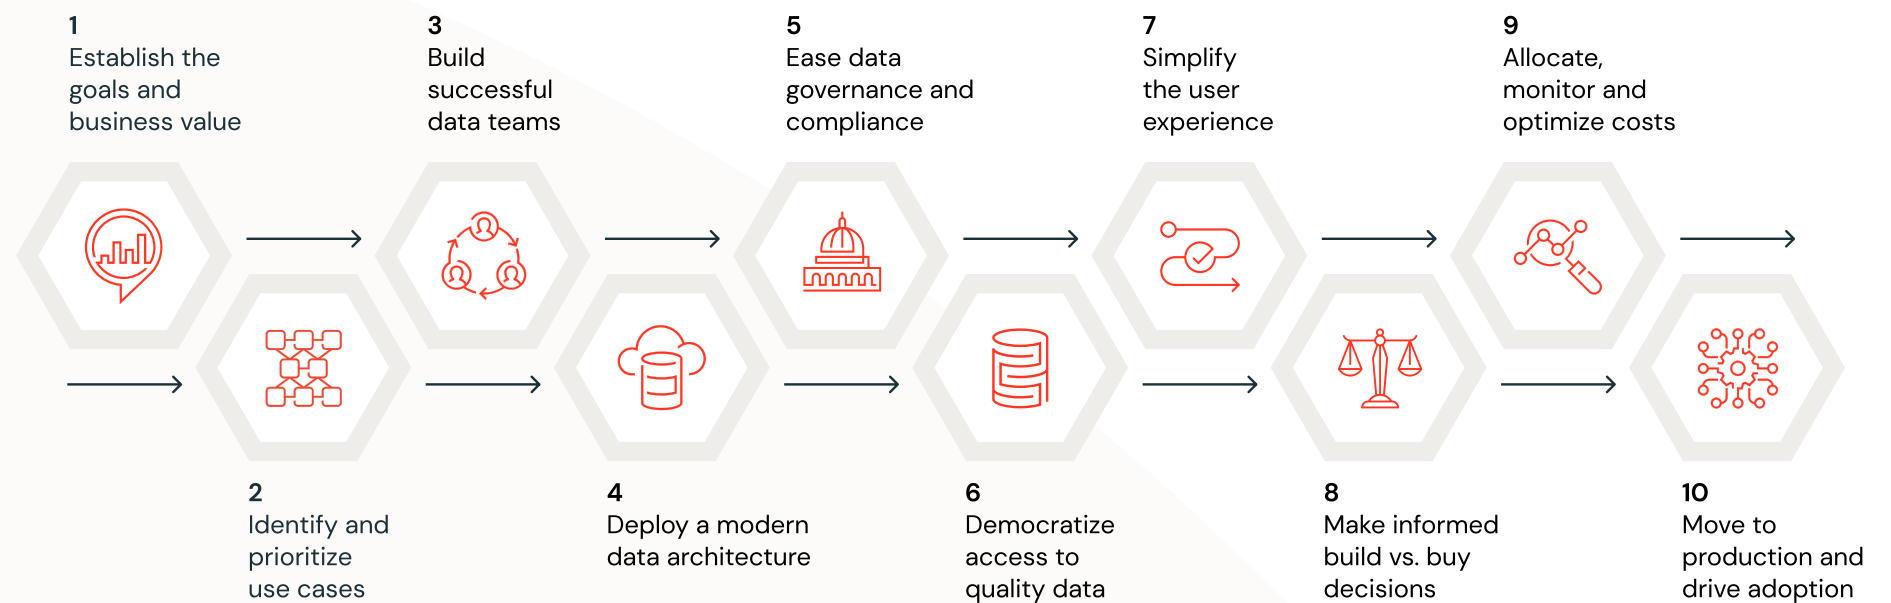 1
Establish the
goals and
business value
2
Identify and
prioritize
use cases
3
Build
successful
data teams
4
Deploy a modern
data architecture
5
Ease data
governance and
compliance
6
Democratize
access to
quality data
7
Simplify
the user
experience
8
Make informed
build vs. buy
decisions
9
Allocate,
monitor and
optimize costs
10
Move to
production and
drive adoption